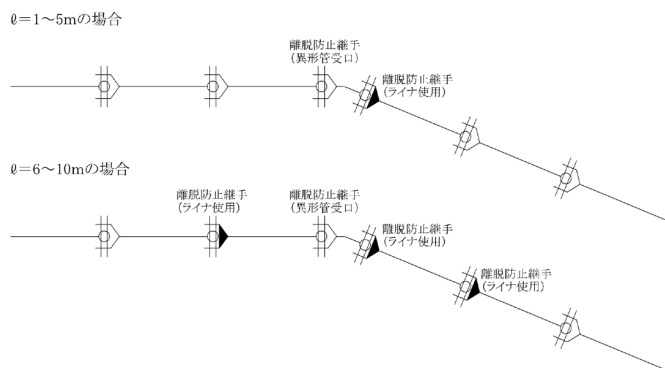 ℓ=1～5mの場合
離脱防止継手
(異形管受口)
離脱防止継手
(ライナ使用)
ℓ=6～10mの場合
離脱防止継手
(ライナ使用)
離脱防止継手
(異形管受口)
離脱防止継手
(ライナ使用)
離脱防止継手
(ライナ使用)